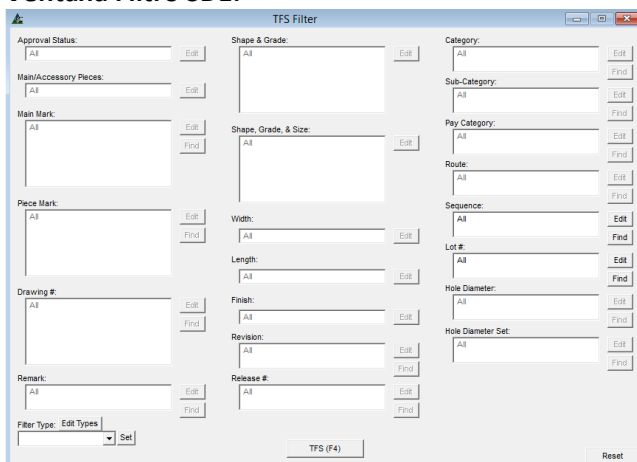 Ventana Filtro
TFS Filter
Approval Status:
All Edit
Main/Accessory Pieces:
All Edit
Main Mark:
All Edit
Find
Piece Mark:
All Edit
Find
Drawing #:
All Edit
Find
Remark:
All Edit
Find
Filter Type: Edit Types
Set
Shape & Grade:
All Edit
Shape, Grade, & Size:
All Edit
Width:
All Edit
Length:
All Edit
Finish:
All Edit
Revision:
All Edit
Find
Release #:
All Edit
Find
TFS (F4)
Category:
All Edit
Find
Sub-Category:
All Edit
Find
Pay Category:
All Edit
Find
Route:
All Edit
Find
Sequence:
All Edit
Find
Lot #:
All Edit
Find
Hole Diameter:
All Edit
Find
Hole Diameter Set:
All Edit
Find
Reset